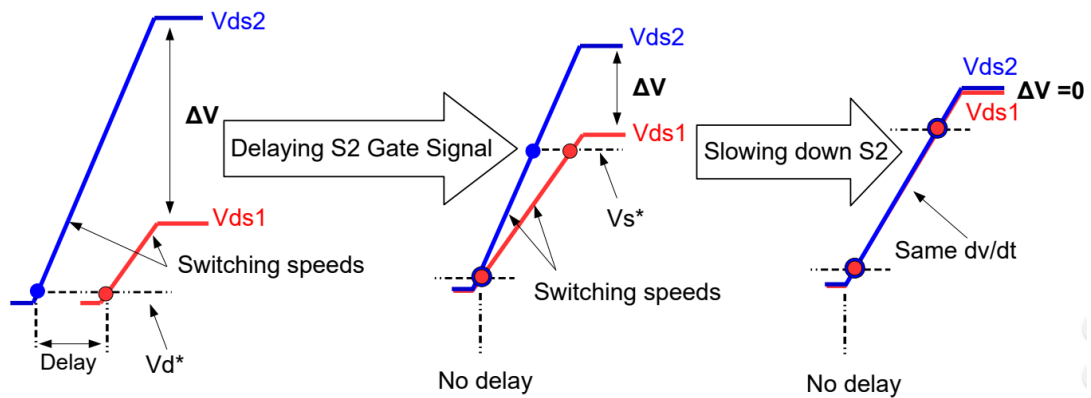 Vds2
ΔV
Vds1
Switching speeds
Delay
Vd*
Delaying S2 Gate Signal
Vds2
ΔV
Vds1
Vs*
Switching speeds
No delay
Slowing down S2
Vds2
ΔV =0
Vds1
Same dv/dt
No delay